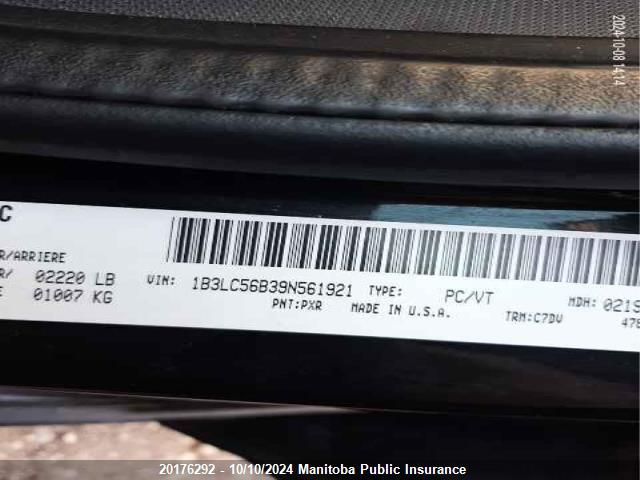 2024-10-08 14:14
C
R/ARRIERE
R/ 02220 LB
E 01007 KG
VIN: 1B3LC56B39N561921 TYPE: PC/VT MDH: 0219
PNT:PXR MADE IN U.S.A. TRM:C7DV 478
20176292 - 10/10/2024 Manitoba Public Insurance